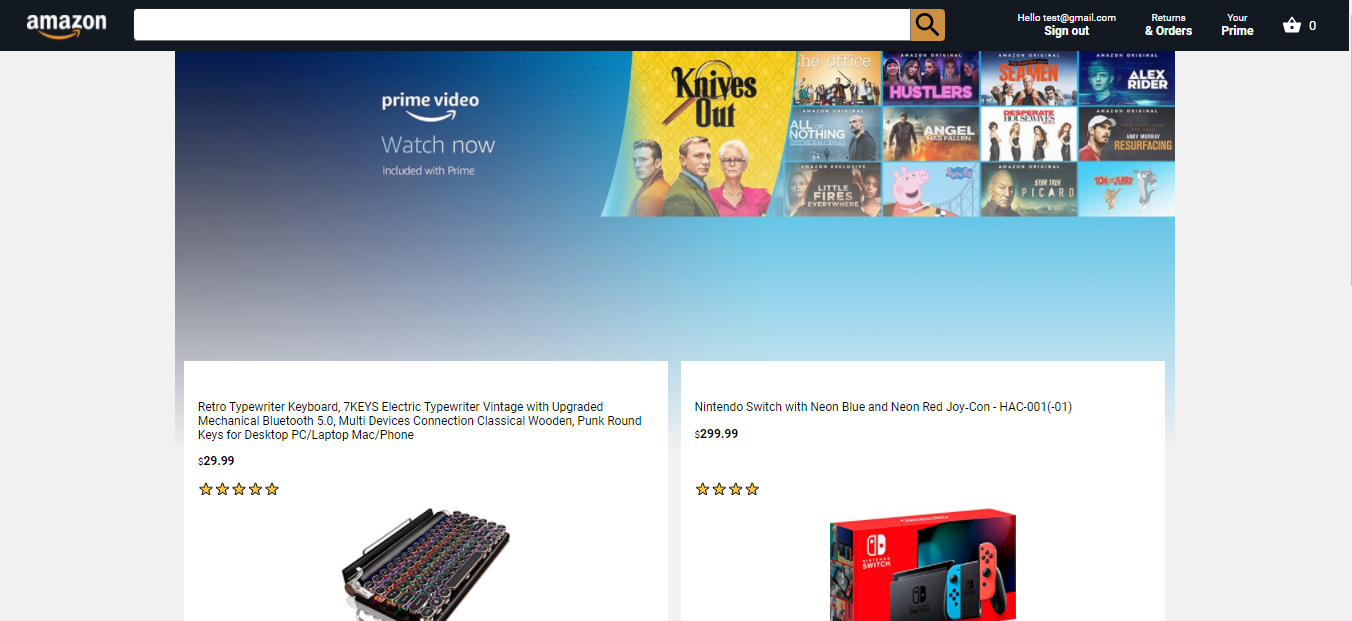 amazon
Hello test@gmail.com
Sign out
Returns
& Orders
Your
Prime
0
prime video
Watch now
Included with Prime
Knives
Out
the office
AMAZON ORIGINAL
HUSTLERS
AMAZON ORIGINAL
SEAMEN
AMAZON ORIGINAL
ALEX
RIDER
AMAZON ORIGINAL
ALL OR
NOTHING
ANGEL
HAS FALLEN
DESPERATE
HOUSEWIVES
AMAZON ORIGINAL
ANDY MURRAY
RESURFACING
AMAZON EXCLUSIVE
LITTLE
FIRES
EVERYWHERE
Peppa Pig
AMAZON ORIGINAL
STAR TREK
PICARD
TOM and JERRY
Retro Typewriter Keyboard, 7KEYS Electric Typewriter Vintage with Upgraded
Mechanical Bluetooth 5.0, Multi Devices Connection Classical Wooden, Punk Round
Keys for Desktop PC/Laptop Mac/Phone
$29.99
Nintendo Switch with Neon Blue and Neon Red Joy-Con - HAC-001(-01)
$299.99
NINTENDO
SWITCH